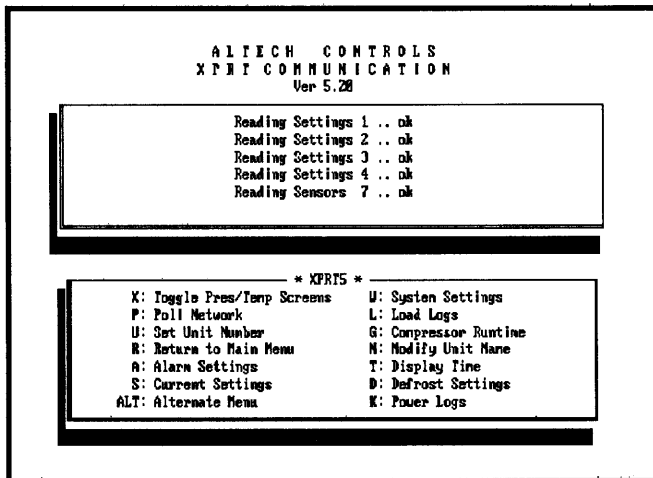 ALTECH CONTROLS
XPRT COMMUNICATION
Ver 5.20
Reading Settings 1 .. ok
Reading Settings 2 .. ok
Reading Settings 3 .. ok
Reading Settings 4 .. ok
Reading Sensors 7 .. ok
* XPRT5 *
X: Toggle Pres/Temp Screens
P: Poll Network
U: Set Unit Number
R: Return to Main Menu
A: Alarm Settings
S: Current Settings
ALT: Alternate Menu
W: System Settings
L: Load Logs
G: Compressor Runtime
N: Modify Unit Name
T: Display Time
D: Defrost Settings
K: Power Logs